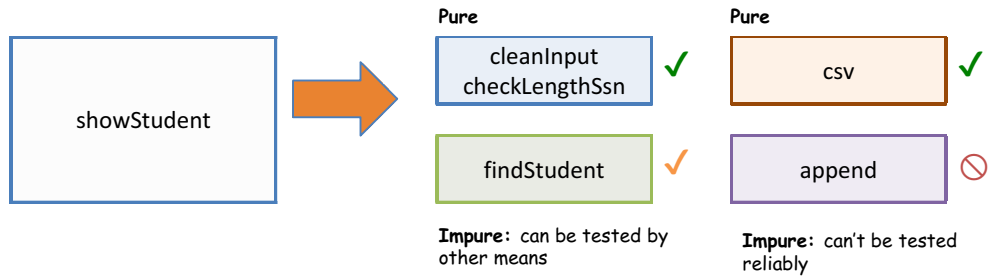 showStudent
Pure
cleanInput
checkLengthSsn
Pure
csv
findStudent
append
Impure: can be tested by
other means
Impure: can't be tested
reliably